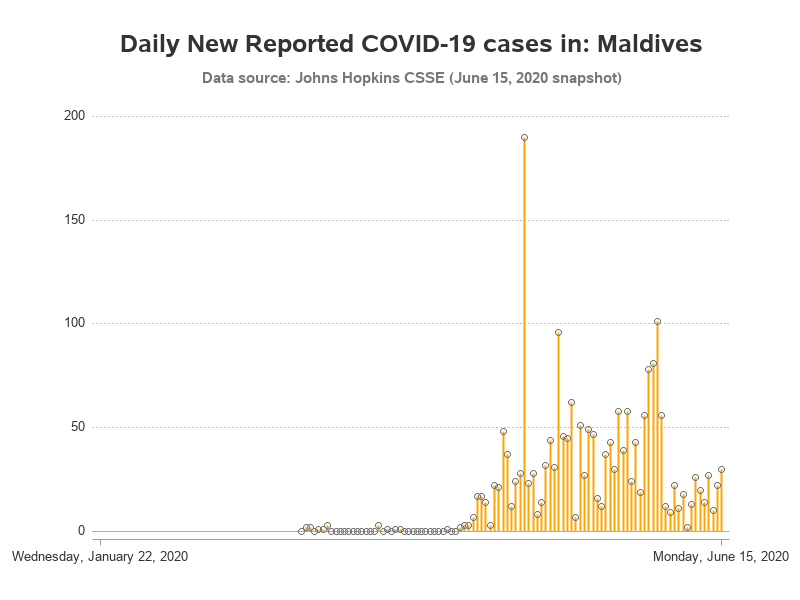 Daily New Reported COVID-19 cases in: Maldives
Data source: Johns Hopkins CSSE (June 15, 2020 snapshot)
200
150
100
50
0
Wednesday, January 22, 2020
Monday, June 15, 2020